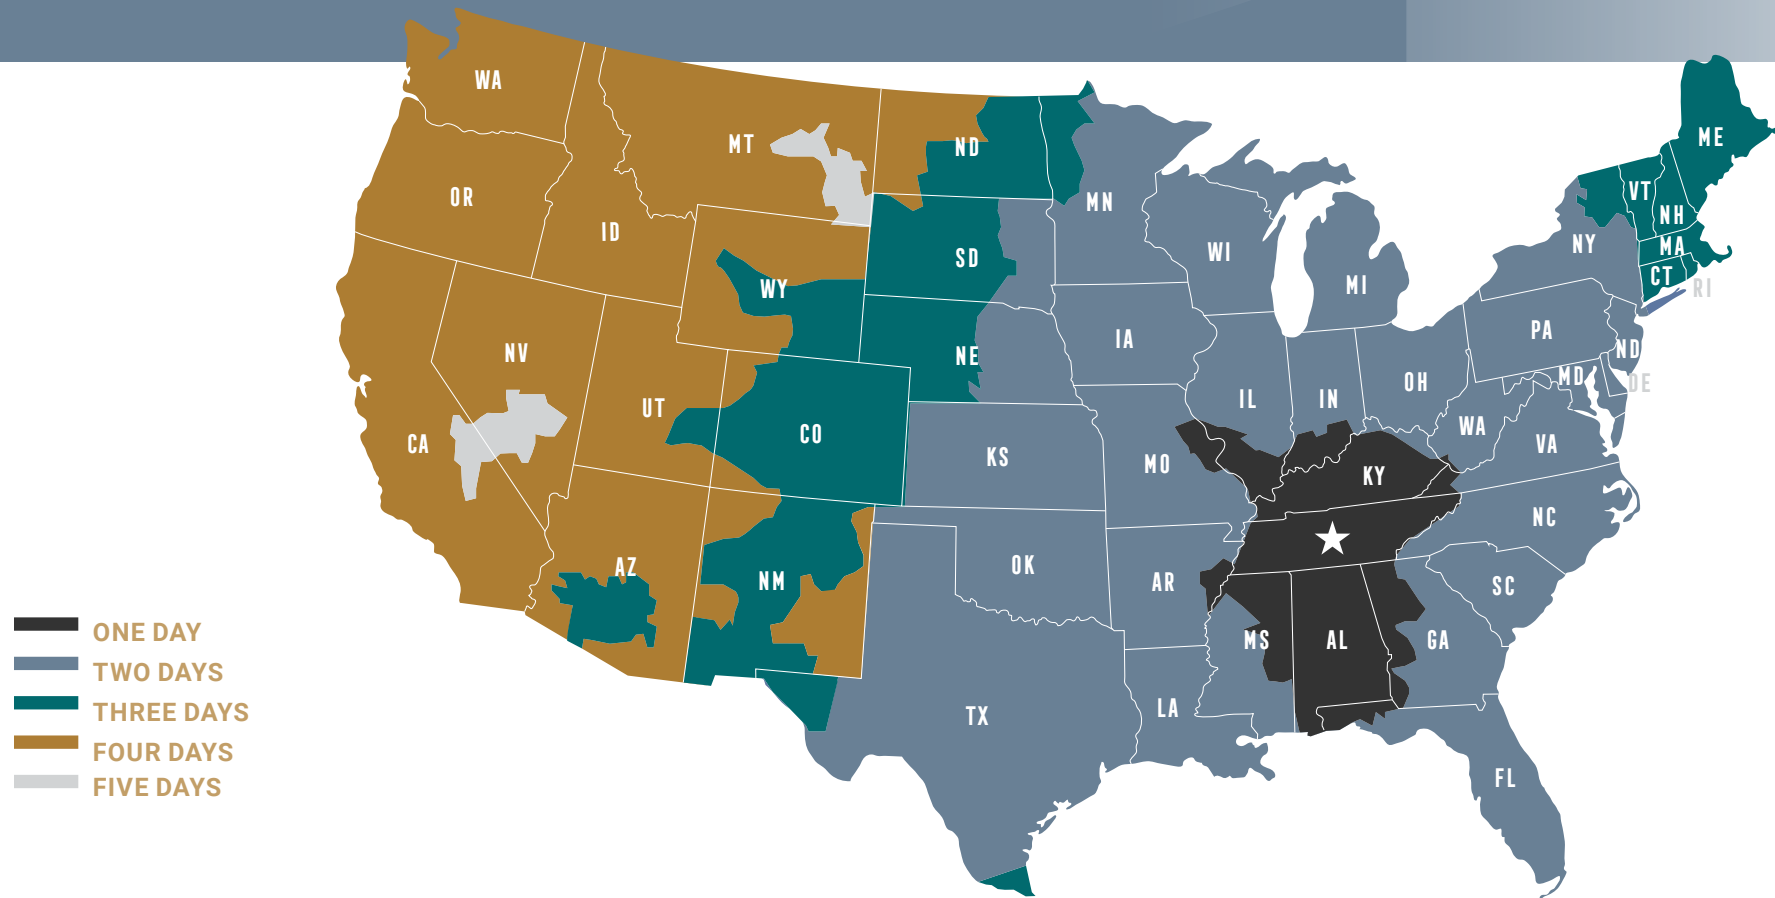 WA
ME
MT
ND
VT
OR
MN
NH
ID
NY
MA
WI
SD
CT
MI
RI
WY
PA
IA
NV
NE
ND
MD
DE
OH
UT
IL
IN
CO
WA
CA
VA
KS
MO
KY
NC
OK
AZ
NM
AR
SC
ONE DAY
MS
AL
GA
TWO DAYS
LA
THREE DAYS
TX
FOUR DAYS
FL
FIVE DAYS